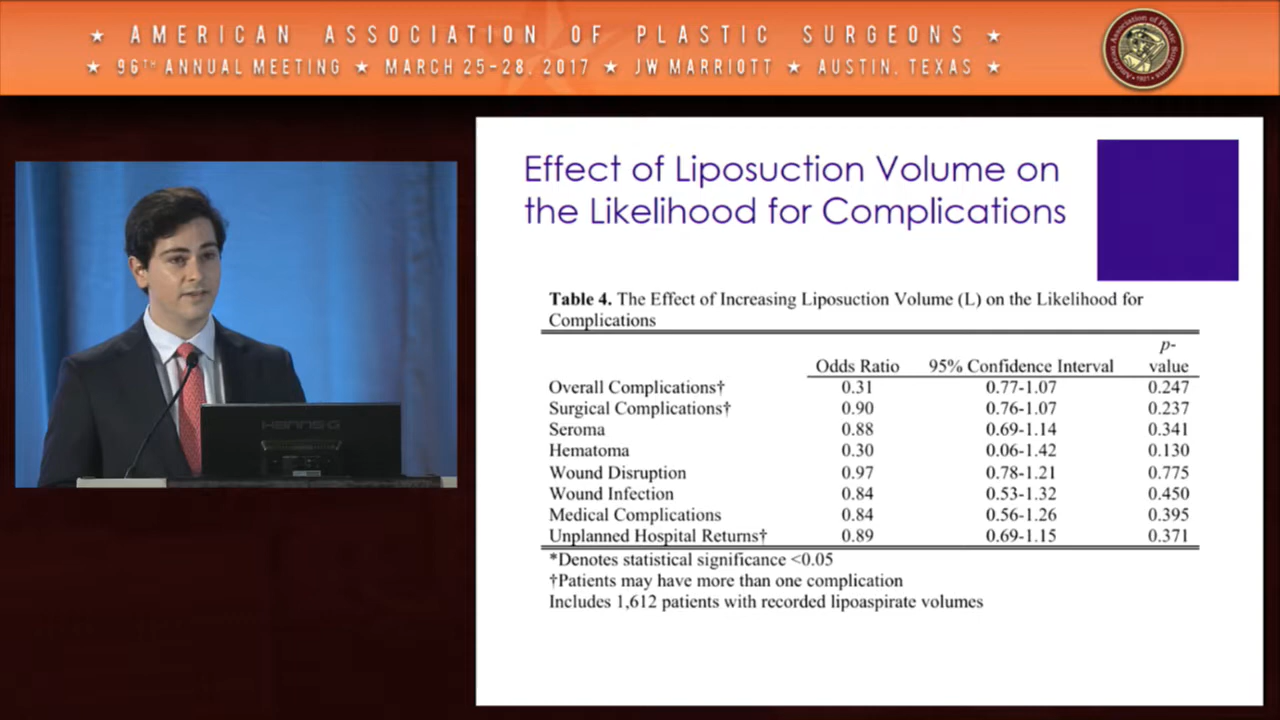 ★ AMERICAN ASSOCIATION OF PLASTIC SURGEONS ★
★ 96TH ANNUAL MEETING ★ MARCH 25-28, 2017 ★ JW MARRIOTT ★ AUSTIN, TEXAS ★
Effect of Liposuction Volume on
the Likelihood for Complications
Table 4. The Effect of Increasing Liposuction Volume (L) on the Likelihood for
Complications
Odds Ratio 95% Confidence Interval p-value
Overall Complications† 0.31 0.77-1.07 0.247
Surgical Complications† 0.90 0.76-1.07 0.237
Seroma 0.88 0.69-1.14 0.341
Hematoma 0.30 0.06-1.42 0.130
Wound Disruption 0.97 0.78-1.21 0.775
Wound Infection 0.84 0.53-1.32 0.450
Medical Complications 0.84 0.56-1.26 0.395
Unplanned Hospital Returns† 0.89 0.69-1.15 0.371
*Denotes statistical significance <0.05
†Patients may have more than one complication
Includes 1,612 patients with recorded lipoaspirate volumes